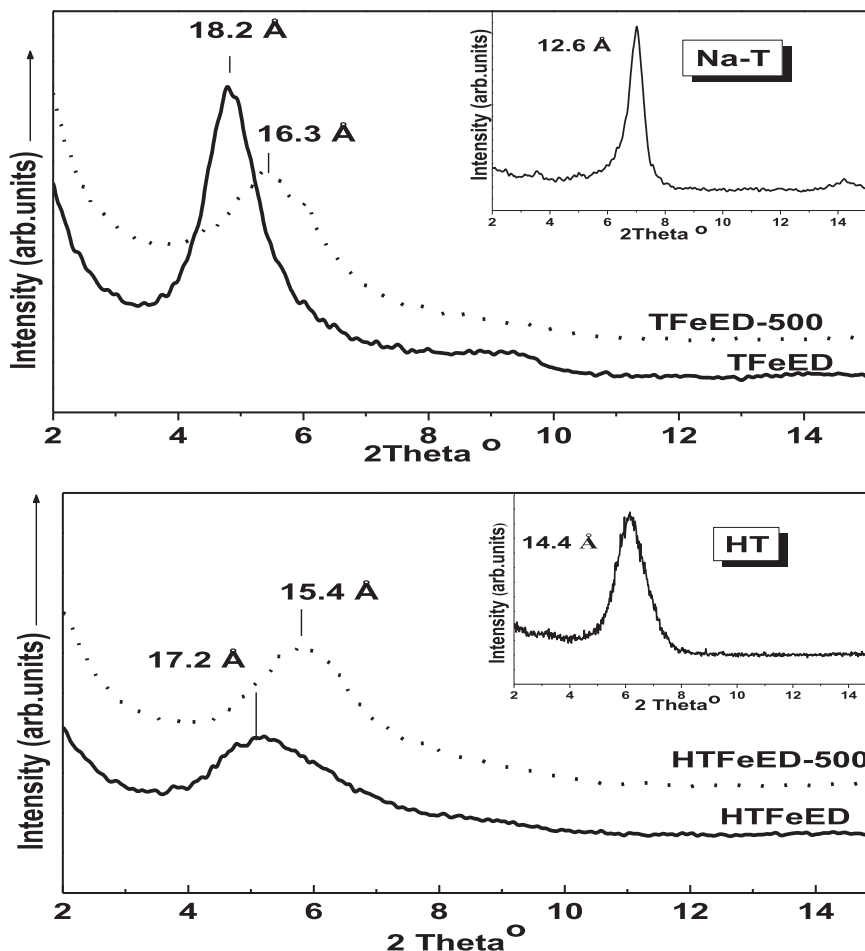 18.2 Å
16.3 Å
Intensity (arb.units)
TFeED-500
TFeED
2 4 6 8 10 12 14
2Theta o
12.6 Å
Na-T
Intensity (arb.units)
2 4 6 8 10 12 14
2Theta o
15.4 Å
17.2 Å
Intensity (arb.units)
HTFeED-500
HTFeED
2 4 6 8 10 12 14
2 Theta o
14.4 Å
HT
Intensity (arb.units)
2 4 6 8 10 12 14
2 Theta o